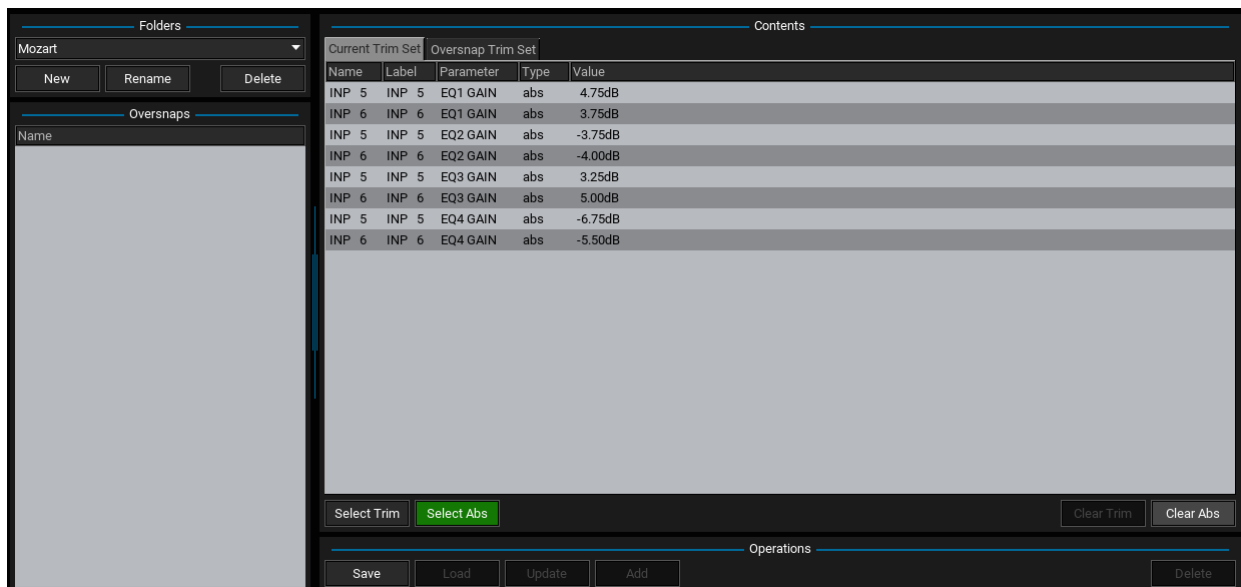 Folders
Mozart
New Rename Delete
Oversnaps
Name
Contents
Current Trim Set Oversnap Trim Set
Name Label Parameter Type Value
INP 5 INP 5 EQ1 GAIN abs 4.75dB
INP 6 INP 6 EQ1 GAIN abs 3.75dB
INP 5 INP 5 EQ2 GAIN abs -3.75dB
INP 6 INP 6 EQ2 GAIN abs -4.00dB
INP 5 INP 5 EQ3 GAIN abs 3.25dB
INP 6 INP 6 EQ3 GAIN abs 5.00dB
INP 5 INP 5 EQ4 GAIN abs -6.75dB
INP 6 INP 6 EQ4 GAIN abs -5.50dB
Select Trim Select Abs Clear Trim Clear Abs
Operations
Save Load Update Add Delete